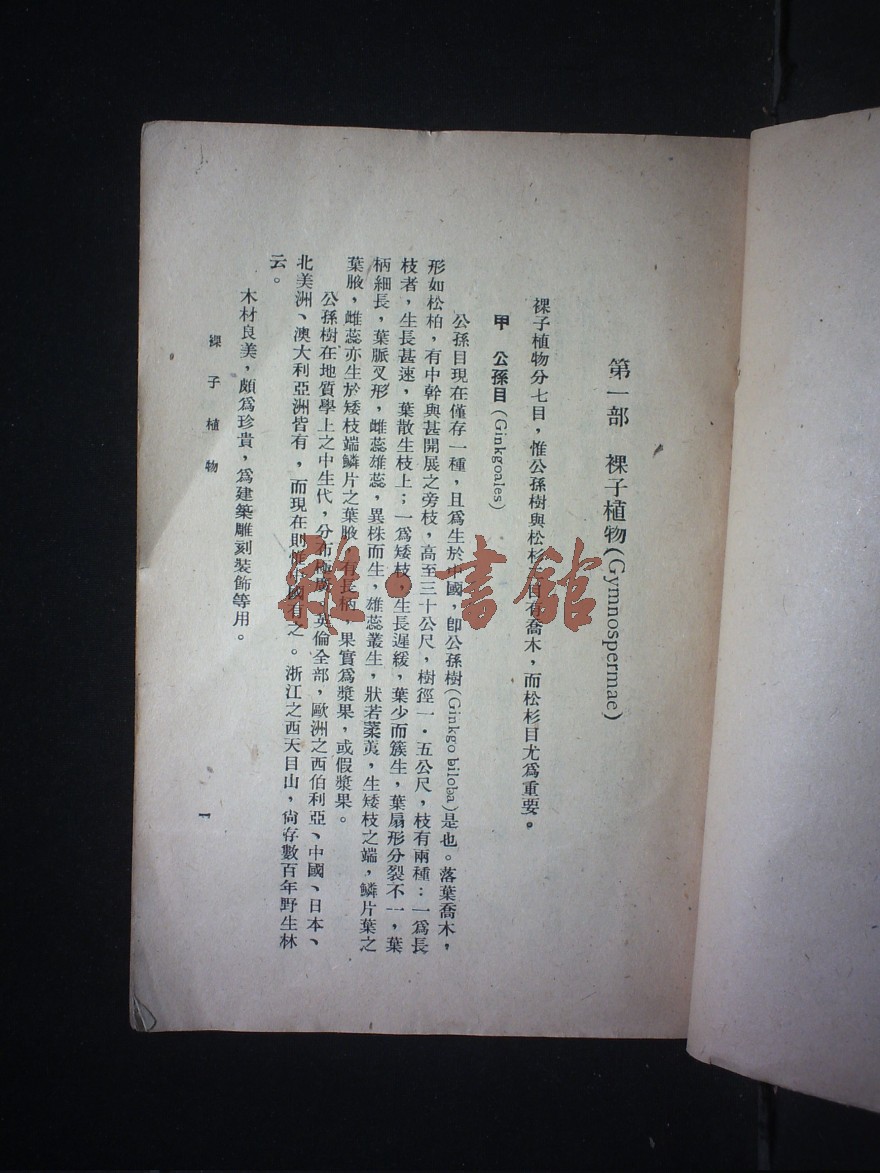 第一部　裸子植物(Gymnospermae)
裸子植物分七目，惟公孫樹與松杉目有喬木，而松杉目尤爲重要。
甲　公孫目(Ginkgoales)
公孫目現在僅存一種，且爲生於中國，卽公孫樹(Ginkgo biloba)是也。落葉喬木，
形如松柏，有中幹與甚開展之旁枝，高至三十公尺，樹徑一·五公尺，枝有兩種：一爲長
枝者，生長甚速，葉散生枝上；一爲矮枝，生長遲緩，葉少而簇生，葉扇形分裂不一，葉
柄細長，葉脈叉形，雌蕊雄蕊，異株而生，雄蕊叢生，狀若葇荑，生矮枝之端，鱗片葉之
葉腋，雌蕊亦生於矮枝端鱗片之葉腋，有長柄，果實爲漿果，或假漿果。
公孫樹在地質學上之中生代，分布極，英倫全部，歐洲之西伯利亞、中國、日本、
北美洲、澳大利亞洲皆有，而現在則惟國有之。浙江之西天目山，尙存數百年野生林
云。
木材良美，頗爲珍貴，爲建築雕刻裝飾等用。
裸子植物
一
雜·書館